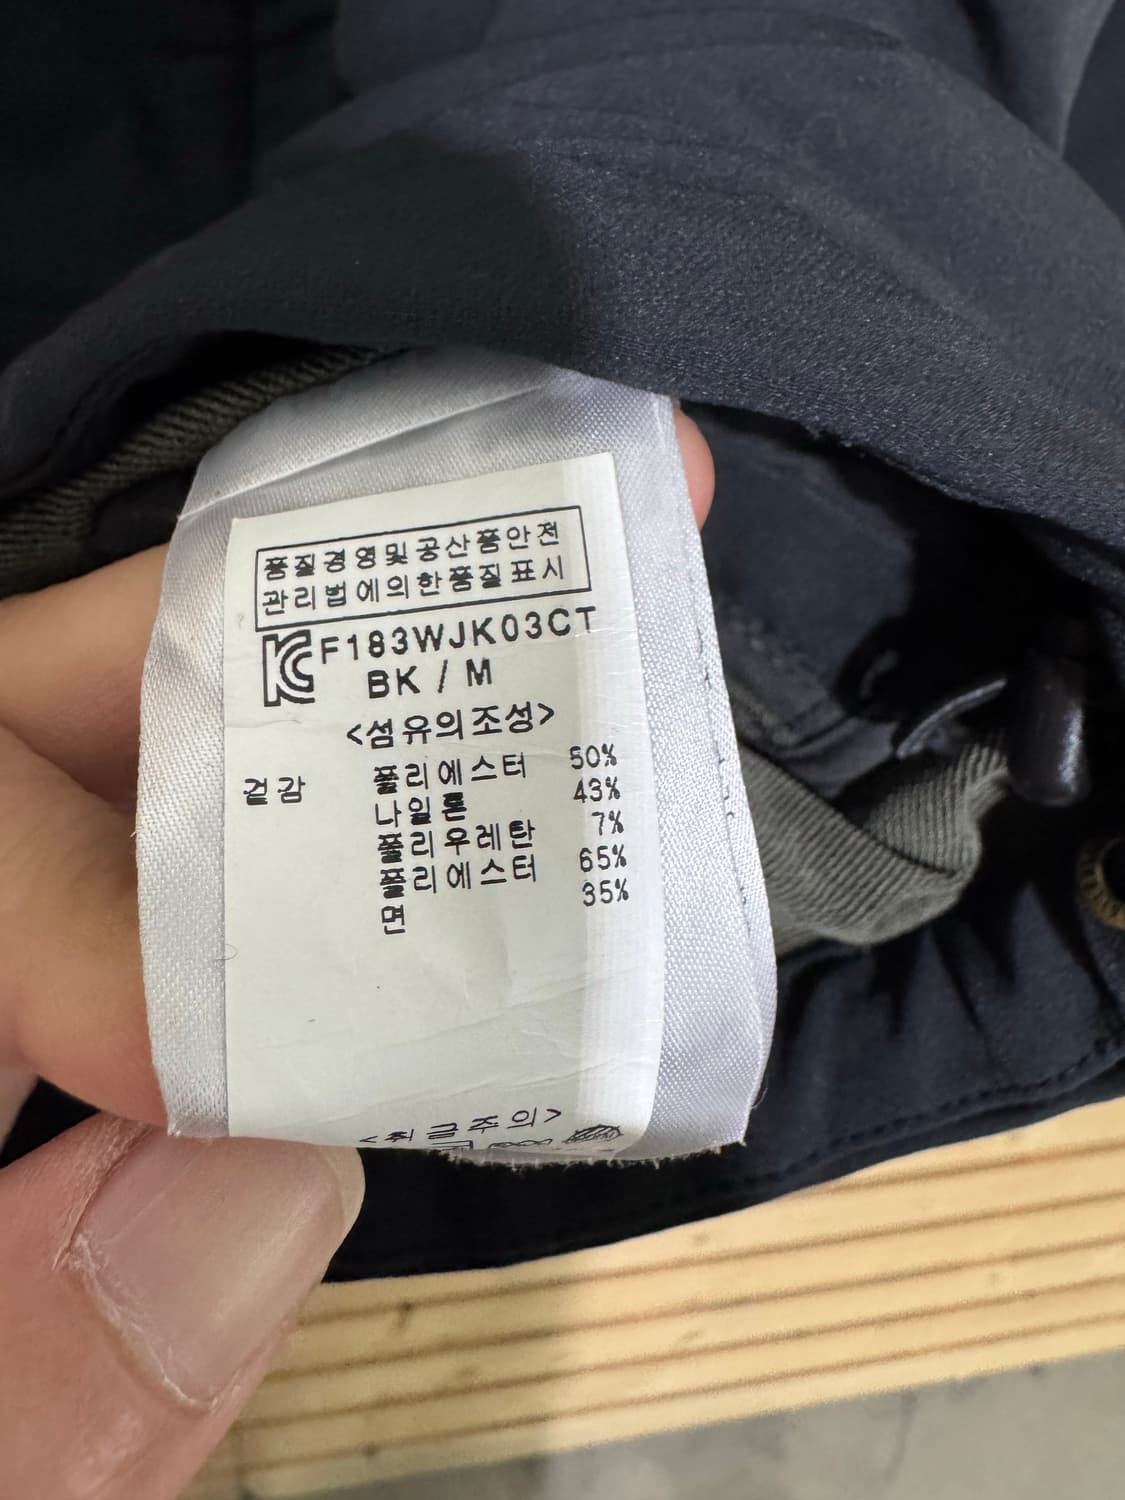 품질경영및공산품안전
관리법에의한품질표시
KC F183WJK03CT
BK / M
<섬유의조성>
겉감 폴리에스터 50%
나일론 43%
폴리우레탄 7%
폴리에스터 65%
면 35%
<취급주의>